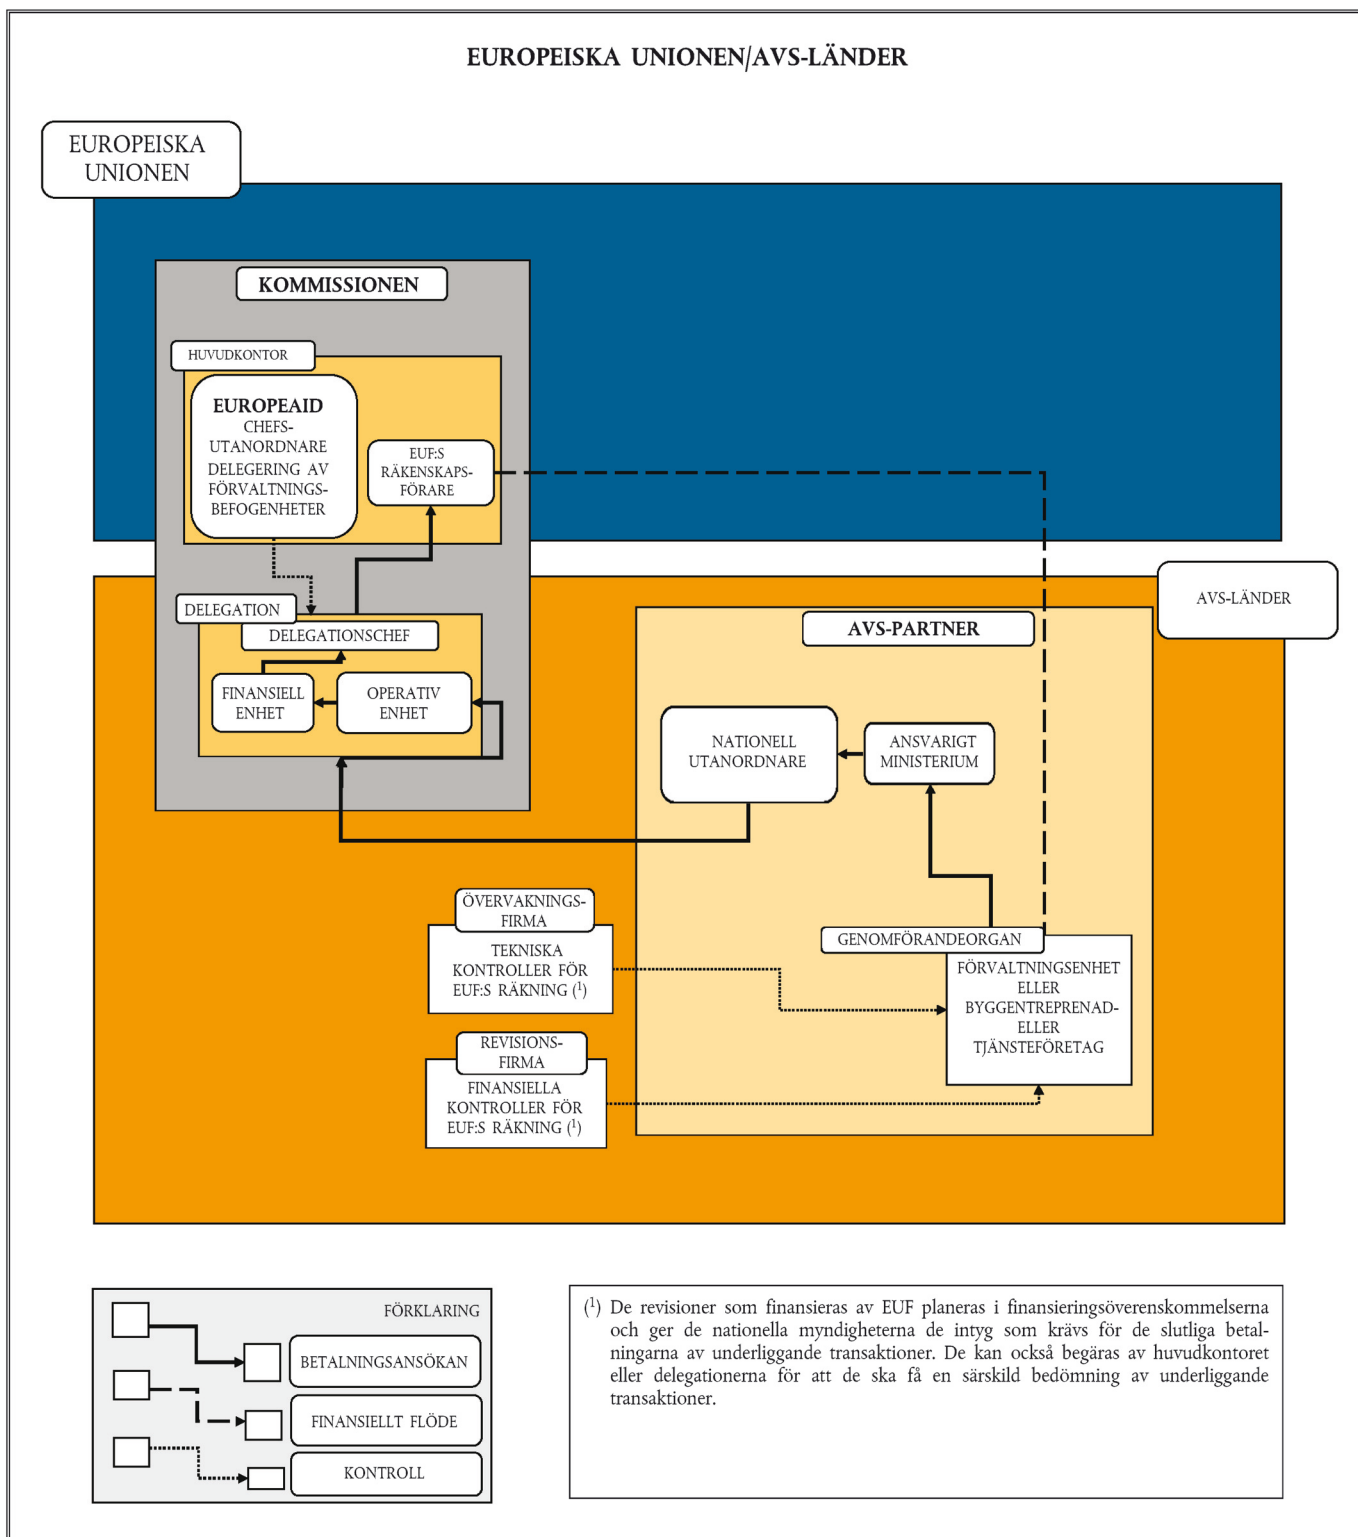 EUROPEISKA UNIONEN/AVS-LÄNDER
EUROPEISKA
UNIONEN
KOMMISSIONEN
HUVUDKONTOR
EUROPEAID
CHEFS-
UTANORDNARE
DELEGERING AV
FÖRVALTNINGS-
BEFOGENHETER
EUF:S
RÄKENSKAPS-
FÖRARE
DELEGATION
DELEGATIONSCHEF
FINANSIELL
ENHET
OPERATIV
ENHET
AVS-LÄNDER
AVS-PARTNER
NATIONELL
UTANORDNARE
ANSVARIGT
MINISTERIUM
ÖVERVAKNINGS-
FIRMA
TEKNISKA
KONTROLLER FÖR
EUF:S RÄKNING (¹)
GENOMFÖRANDEORGAN
FÖRVALTNINGSENHET
ELLER
BYGGENTREPRENAD-
ELLER
TJÄNSTEFÖRETAG
REVISIONS-
FIRMA
FINANSIELLA
KONTROLLER FÖR
EUF:S RÄKNING (¹)
FÖRKLARING
BETALNINGSANSÖKAN
FINANSIELLT FLÖDE
KONTROLL
(¹) De revisioner som finansieras av EUF planeras i finansieringsöverenskommelserna
och ger de nationella myndigheterna de intyg som krävs för de slutliga betal-
ningarna av underliggande transaktioner. De kan också begäras av huvudkontoret
eller delegationerna för att de ska få en särskild bedömning av underliggande
transaktioner.